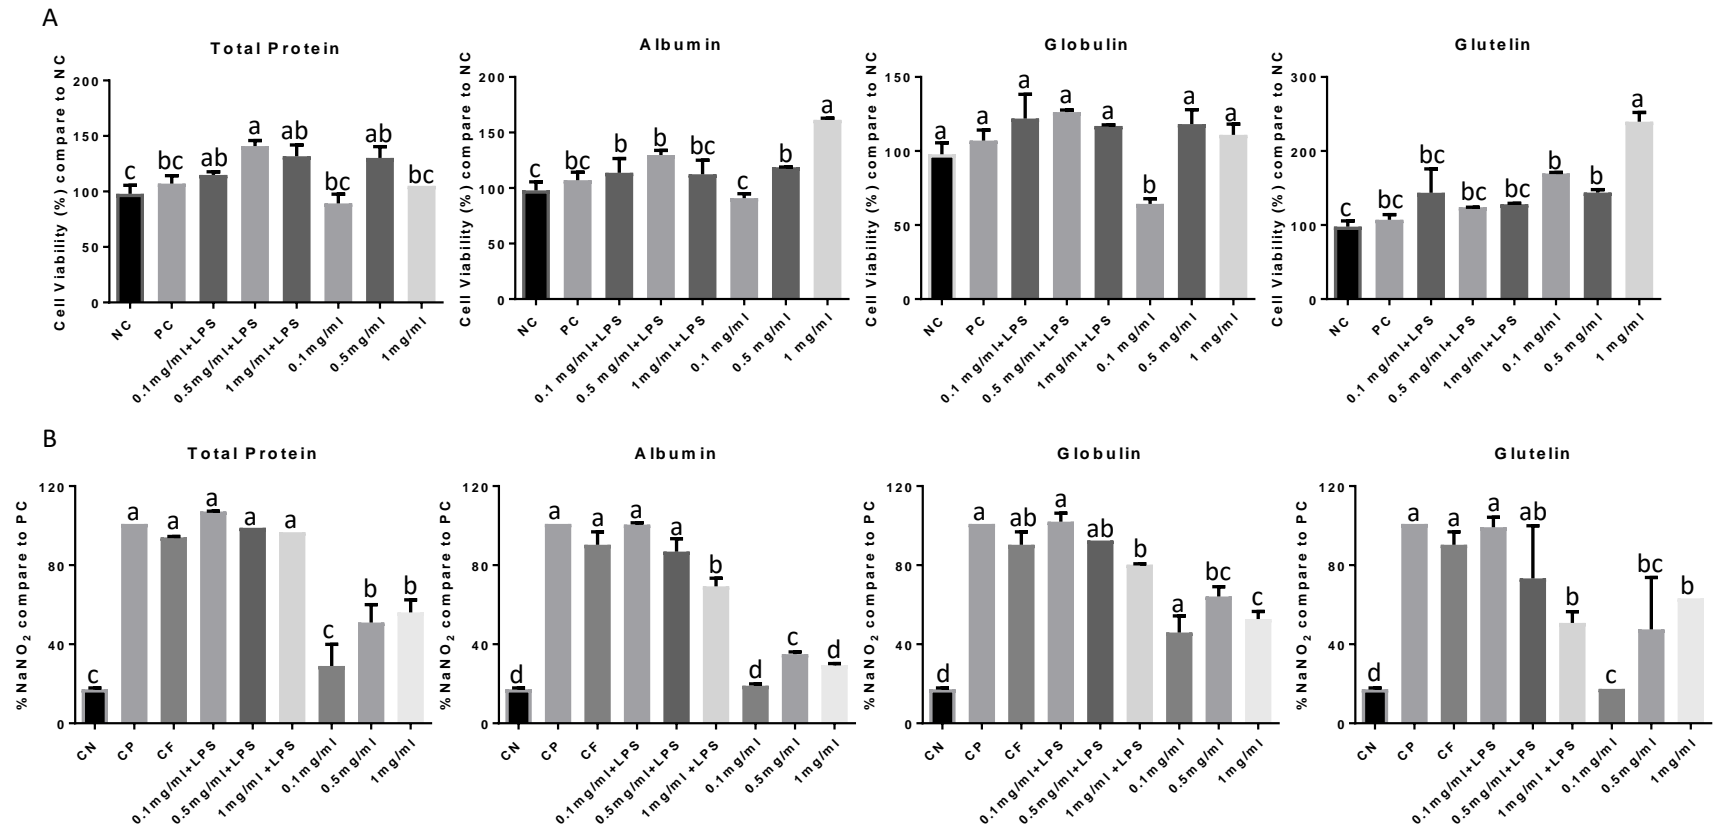 A
Total Protein
Cell Viability (%) compare to NC
200
150
100
50
0
c
bc
ab
a
ab
bc
ab
bc
NC
PC
0.1mg/ml+LPS
0.5mg/ml+LPS
1mg/ml+LPS
0.1mg/ml
0.5mg/ml
1mg/ml
Albumin
Cell Viability (%) compare to NC
200
150
100
50
0
c
bc
b
b
bc
c
b
a
NC
PC
0.1 mg/ml+LPS
0.5 mg/ml+LPS
1mg/ml+LPS
0.1 mg/ml
0.5 mg/ml
1 mg/ml
Globulin
Cell Viability (%) compare to NC
150
100
50
0
a
a
a
a
a
b
a
a
NC
PC
0.1 mg/ml+LPS
0.5 mg/ml+LPS
1mg/ml+LPS
0.1 mg/ml
0.5 mg/ml
1 mg/ml
Glutelin
Cell Viability (%) compare to NC
300
200
100
0
c
bc
bc
bc
bc
b
b
a
NC
PC
0.1 mg/ml+LPS
0.5 mg/ml+LPS
1mg/ml+LPS
0.1 mg/ml
0.5 mg/ml
1 mg/ml
B
Total Protein
%NaNO2 compare to PC
120
80
40
0
c
a
a
a
a
a
c
b
b
CN
CP
CF
0.1mg/ml+LPS
0.5mg/ml+LPS
1mg/ml+LPS
0.1mg/ml
0.5mg/ml
1mg/ml
Albumin
%NaNO2 compare to PC
120
80
40
0
d
a
a
a
a
b
d
c
d
CN
CP
CF
0.1mg/ml+LPS
0.5mg/ml+LPS
1mg/ml+LPS
0.1mg/ml
0.5mg/ml
1mg/ml
Globulin
%NaNO2 compare to PC
120
80
40
0
d
a
ab
a
ab
b
a
bc
c
CN
CP
CF
0.1mg/ml+LPS
0.5mg/ml+LPS
1mg/ml+LPS
0.1mg/ml
0.5mg/ml
1mg/ml
Glutelin
%NaNO2 compare to PC
120
80
40
0
d
a
a
a
ab
b
c
bc
b
CN
CP
CF
0.1mg/ml+LPS
0.5mg/ml+LPS
1mg/ml+LPS
0.1mg/ml
0.5mg/ml
1mg/ml